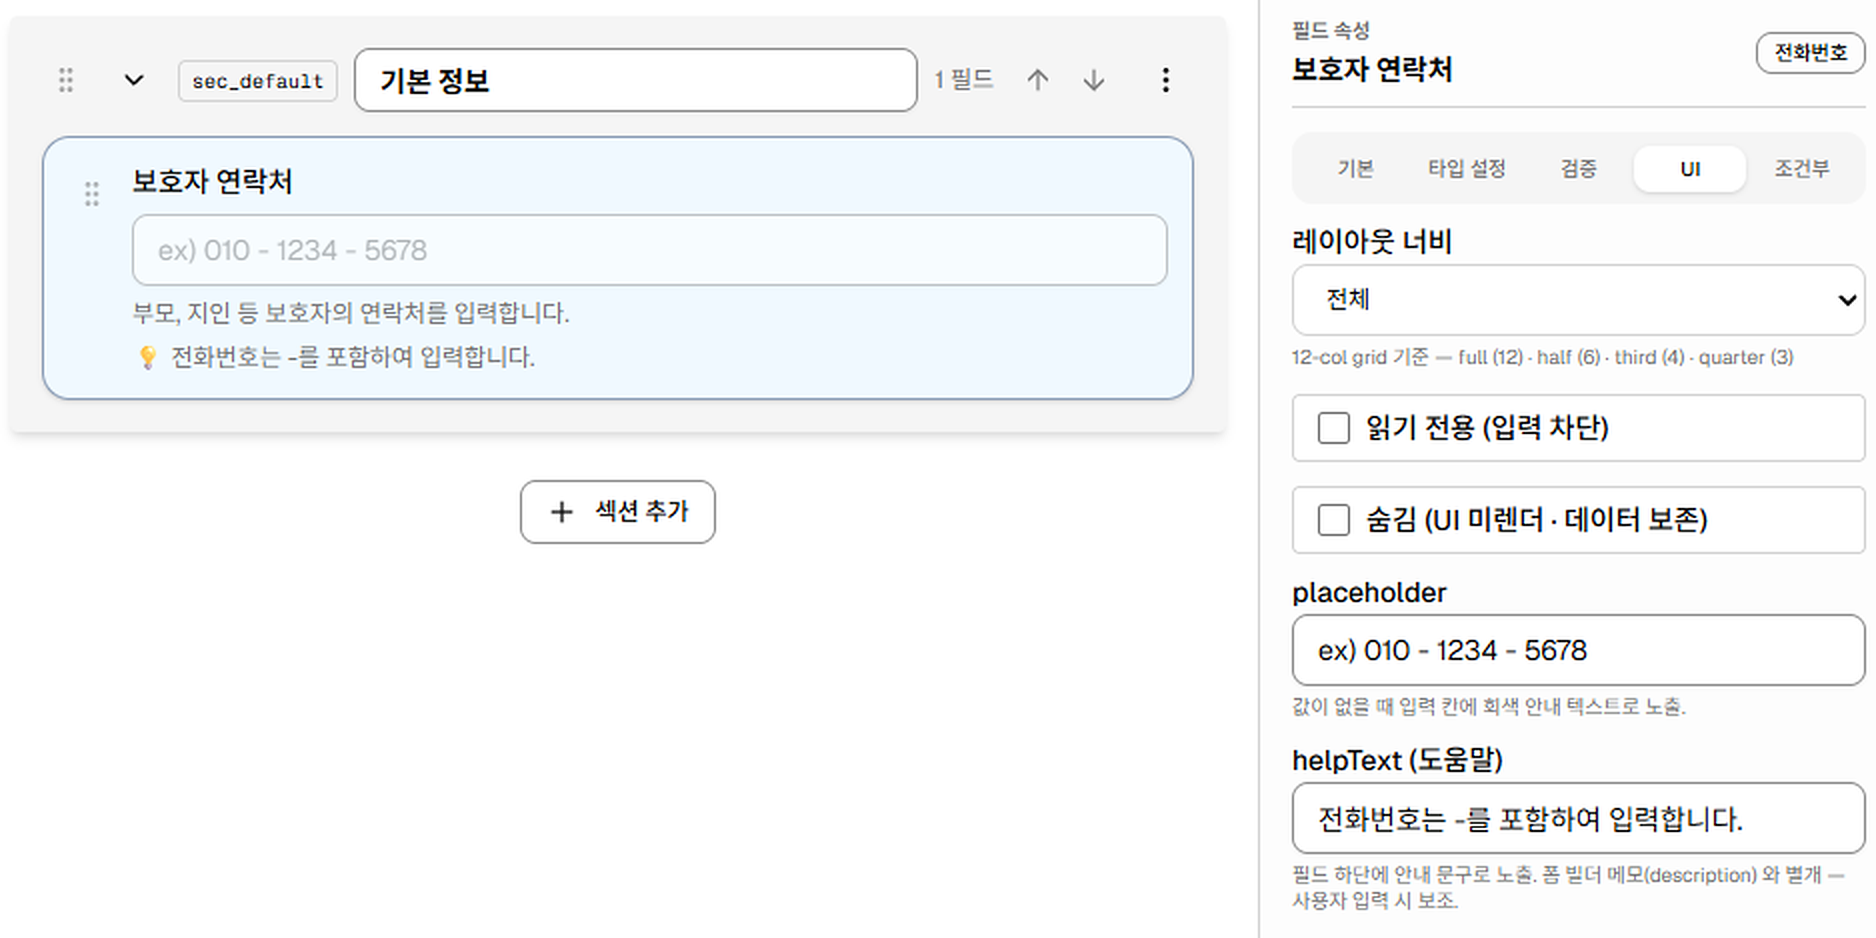 sec_default
기본 정보
1 필드
보호자 연락처
ex) 010 - 1234 - 5678
부모, 지인 등 보호자의 연락처를 입력합니다.
💡 전화번호는 -를 포함하여 입력합니다.
섹션 추가
필드 속성
보호자 연락처
전화번호
기본
타입 설정
검증
UI
조건부
레이아웃 너비
전체
12-col grid 기준 — full (12) · half (6) · third (4) · quarter (3)
읽기 전용 (입력 차단)
숨김 (UI 미렌더 · 데이터 보존)
placeholder
ex) 010 - 1234 - 5678
값이 없을 때 입력 칸에 회색 안내 텍스트로 노출.
helpText (도움말)
전화번호는 -를 포함하여 입력합니다.
필드 하단에 안내 문구로 노출. 폼 빌더 메모(description) 와 별개 —
사용자 입력 시 보조.